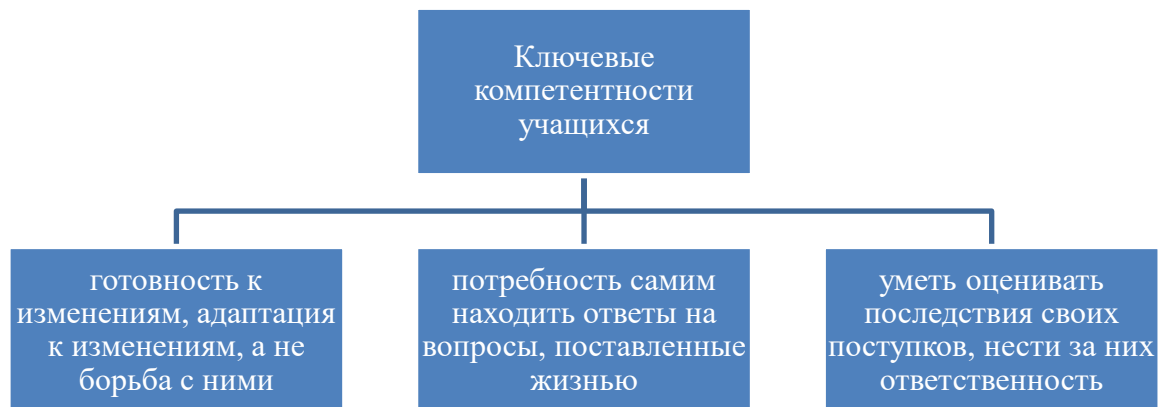 Ключевые
компетентности
учащихся
готовность к
изменениям, адаптация
к изменениям, а не
борьба с ними
потребность самим
находить ответы на
вопросы, поставленные
жизнью
уметь оценивать
последствия своих
поступков, нести за них
ответственность